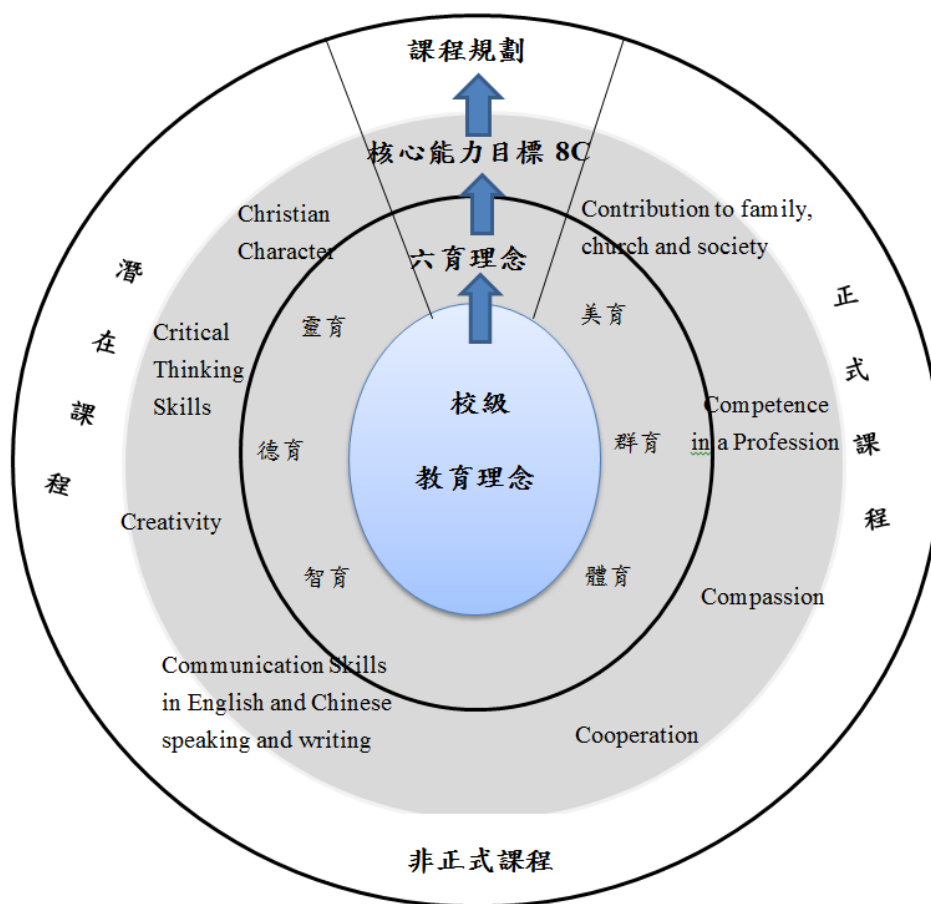 課程規劃
核心能力目標 8C
Christian
Character
Contribution to family,
church and society
六育理念
潛在課程
正式課程
靈育
美育
Critical
Thinking
Skills
校級
教育理念
Competence
in a Profession
德育
群育
Creativity
智育
體育
Compassion
Communication Skills
in English and Chinese
speaking and writing
Cooperation
非正式課程